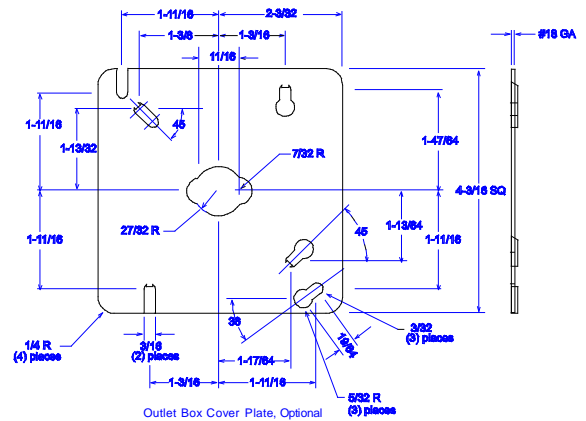 1-11/16
2-3/32
1-3/8
1-3/16
#18 GA
11/16
1-11/16
45
1-13/32
1-47/64
7/32 R
4-3/16 SQ
27/32 R
1-11/16
1-13/64
1-11/16
45
36
3/32
(3) places
19/64
1/4 R
(4) places
3/16
(2) places
1-17/64
1-3/16
1-11/16
5/32 R
(3) places
Outlet Box Cover Plate, Optional